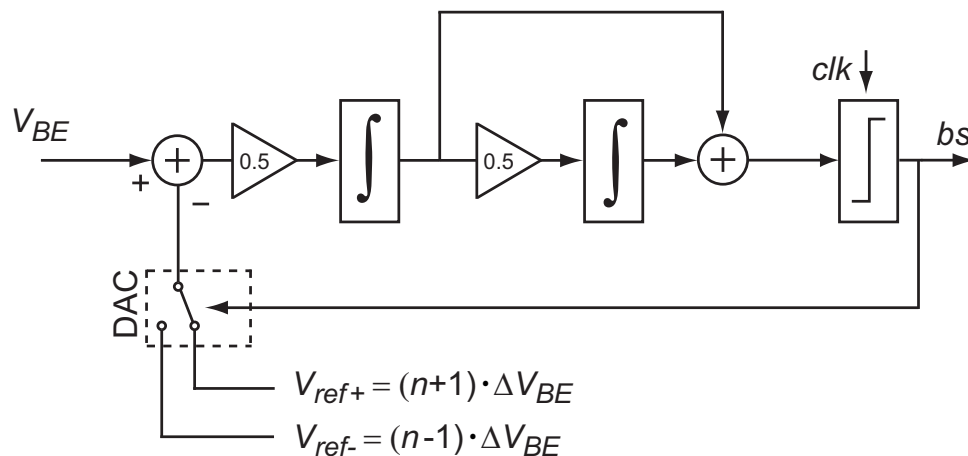 clk
V_BE
bs
0.5
0.5
+
+
+
−
DAC
V_ref+ = (n+1)·ΔV_BE
V_ref- = (n-1)·ΔV_BE